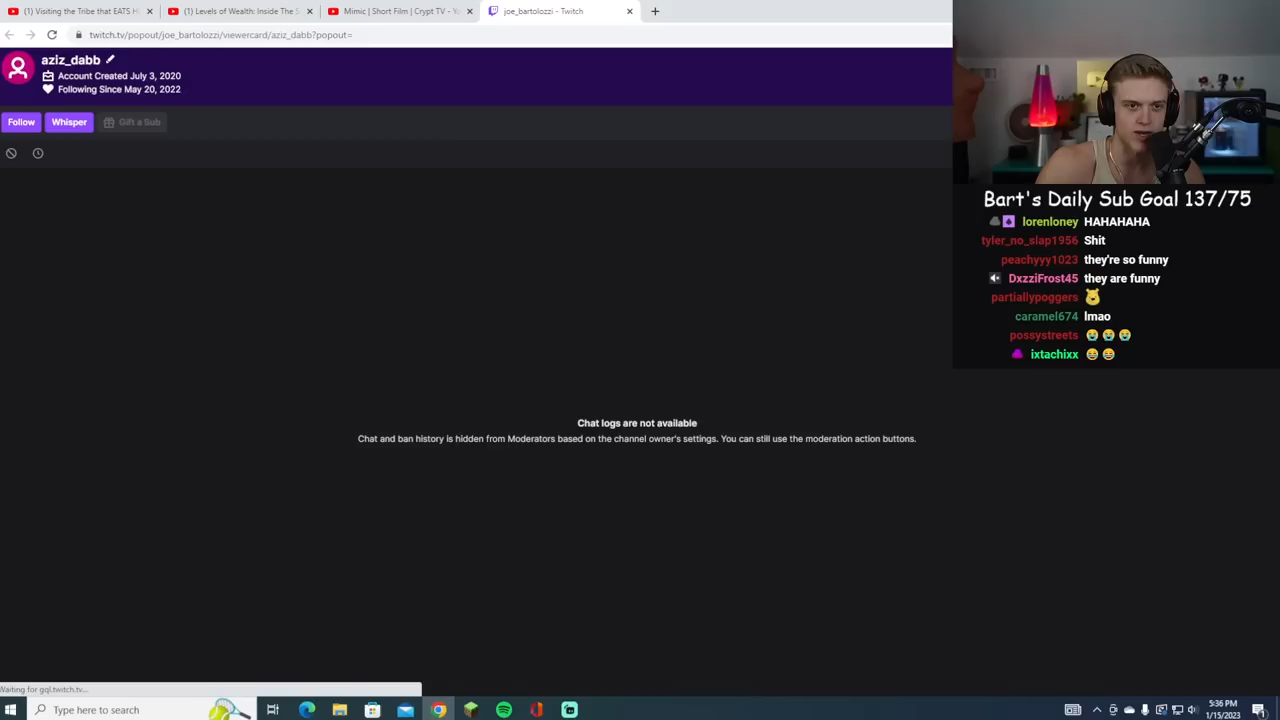 (1) Visiting the Tribe that EATS H
(1) Levels of Wealth: Inside The S
Mimic | Short Film | Crypt TV - Yo
joe_bartolozzi - Twitch
twitch.tv/popout/joe_bartolozzi/viewercard/aziz_dabb?popout=
aziz_dabb
Account Created July 3, 2020
Following Since May 20, 2022
Follow
Whisper
Gift a Sub
Bart's Daily Sub Goal 137/75
lorenloney HAHAHAHA
tyler_no_slap1956 Shit
peachyyy1023 they're so funny
DxzziFrost45 they are funny
partiallypoggers
caramel674 lmao
possystreets 😭 😭 😭
ixtachixx 😆 😆
Chat logs are not available
Chat and ban history is hidden from Moderators based on the channel owner's settings. You can still use the moderation action buttons.
Waiting for gql.twitch.tv...
Type here to search
5:36 PM
1/15/2023